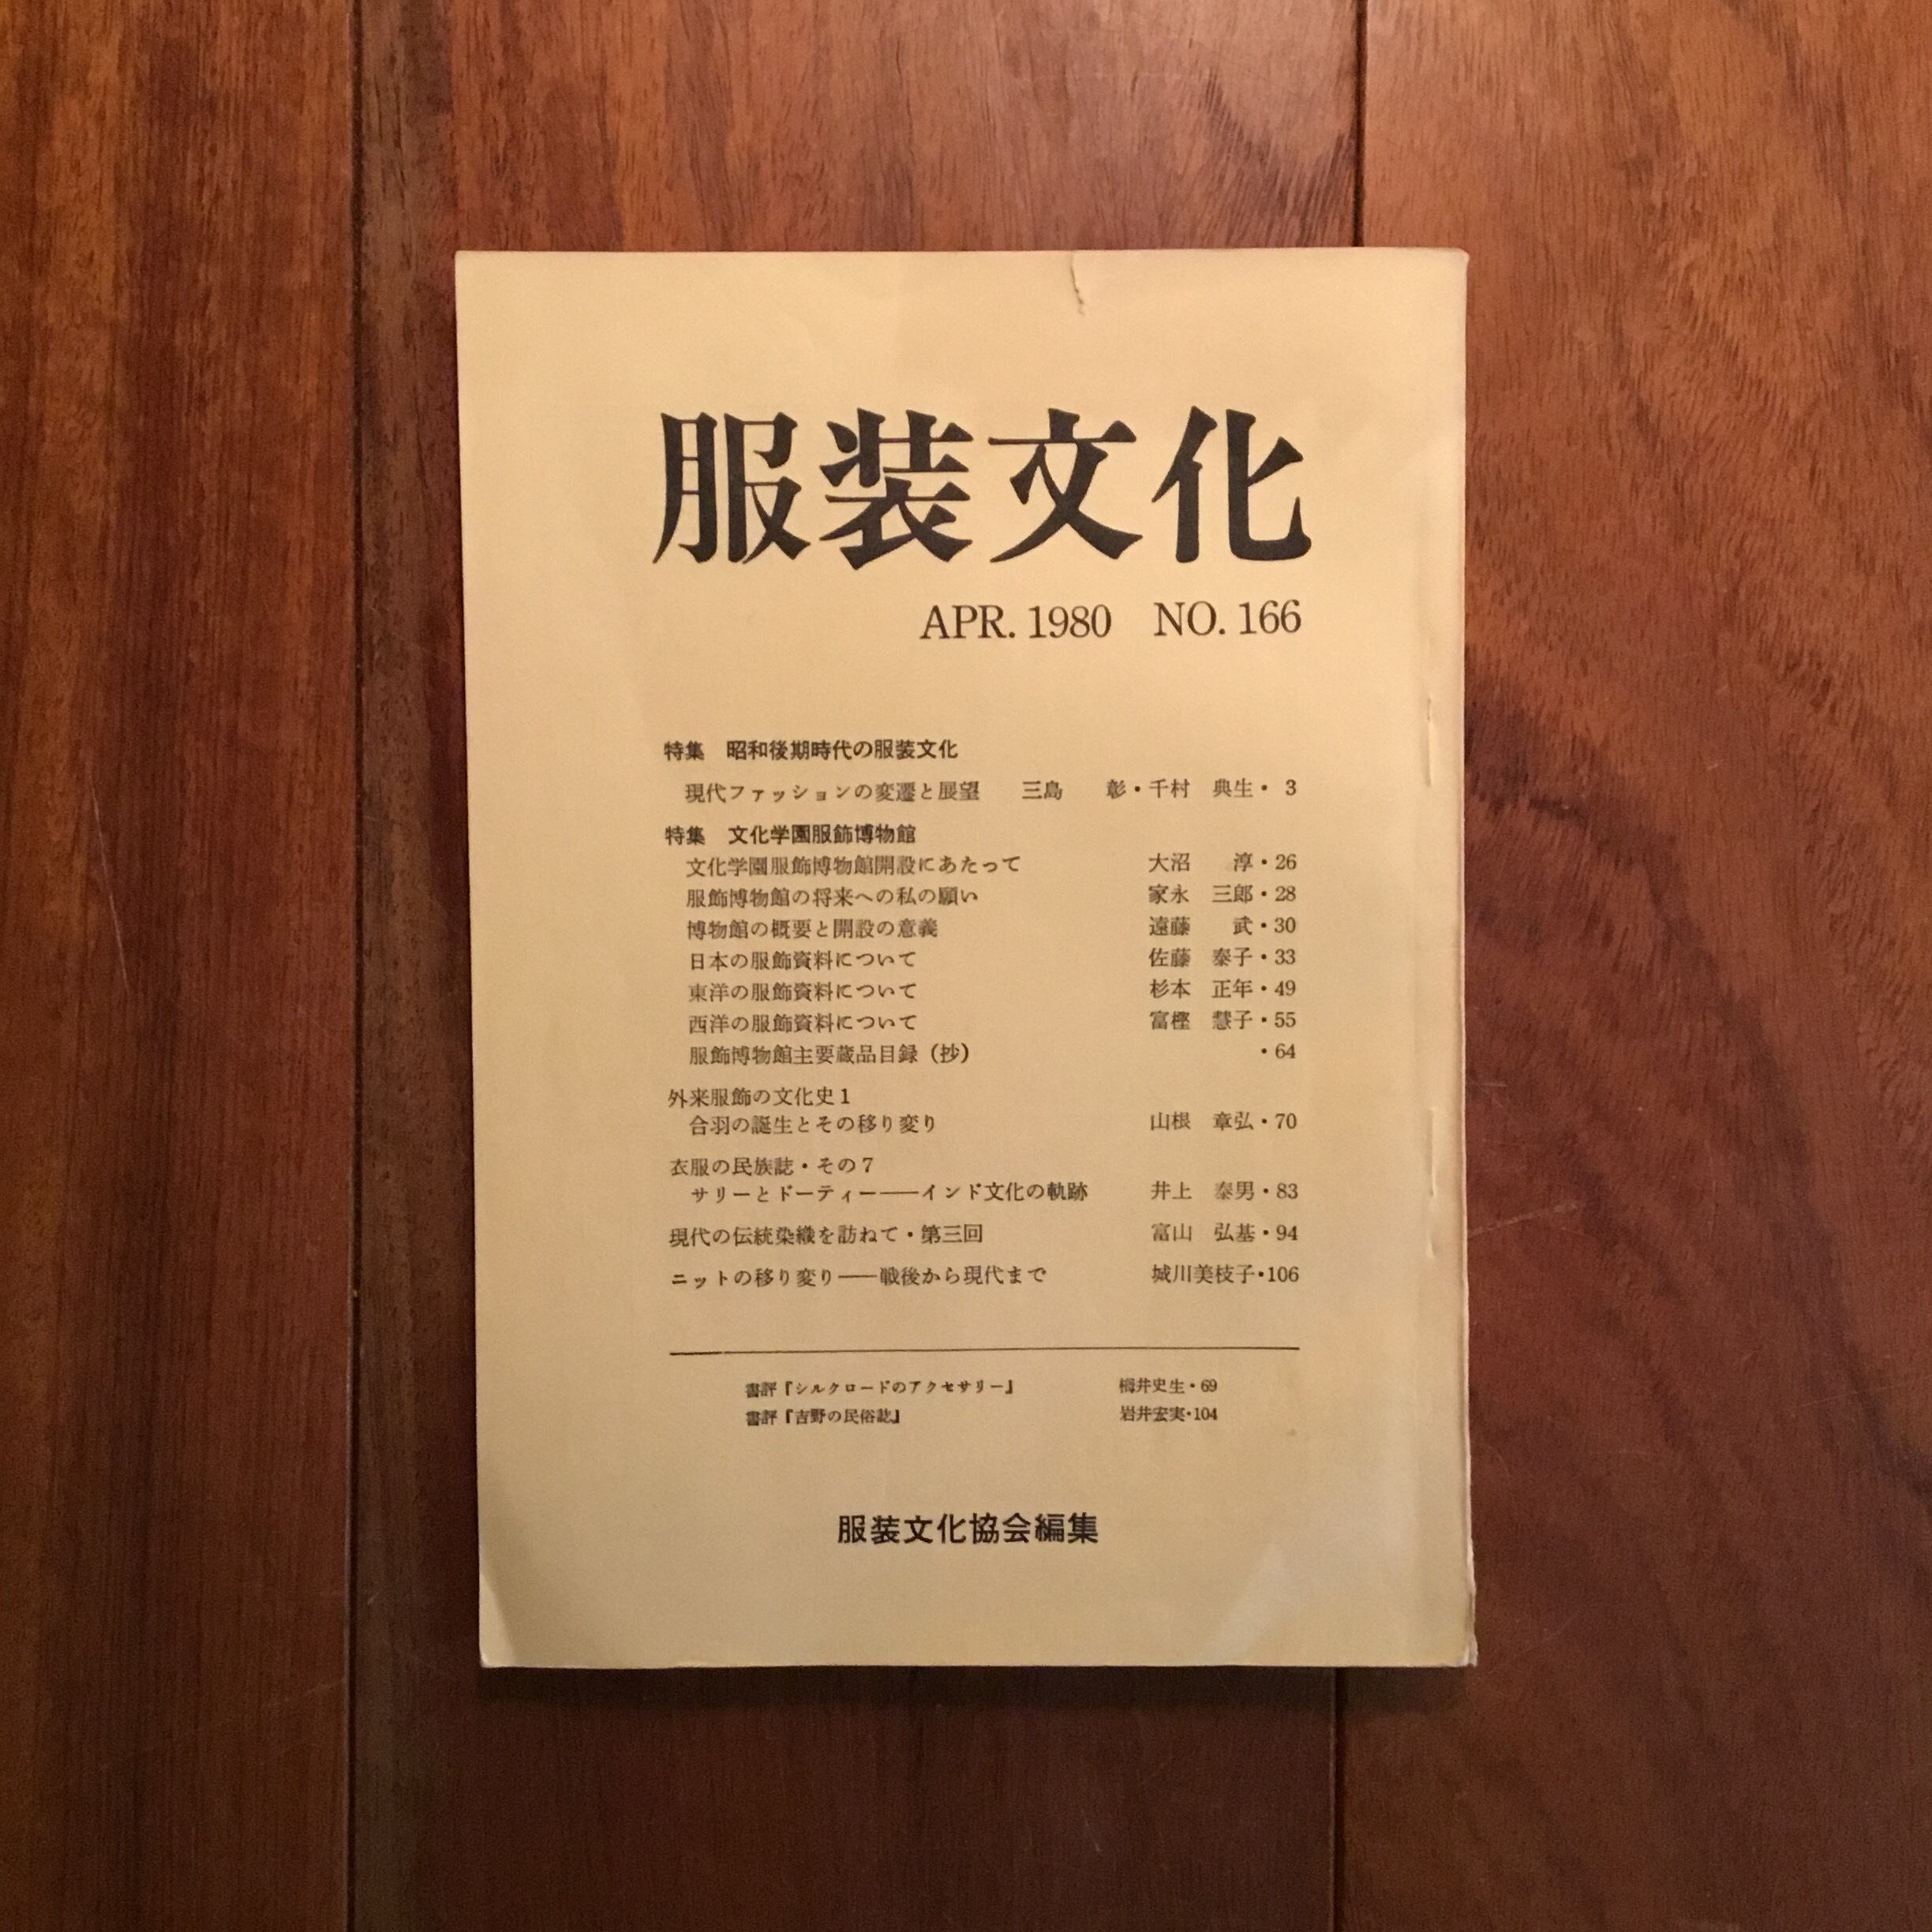 服装文化
APR. 1980 NO. 166
特集 昭和後期時代の服装文化
現代ファッションの変遷と展望 三島 彰・千村 典生・ 3
特集 文化学園服飾博物館
文化学園服飾博物館開設にあたって 大沼 淳・26
服飾博物館の将来への私の願い 家永 三郎・28
博物館の概要と開設の意義 遠藤 武・30
日本の服飾資料について 佐藤 泰子・33
東洋の服飾資料について 杉本 正年・49
西洋の服飾資料について 富樫 慧子・55
服飾博物館主要蔵品目録(抄) ・64
外来服飾の文化史1
合羽の誕生とその移り変り 山根 章弘・70
衣服の民族誌・その7
サリーとドーティー——インド文化の軌跡 井上 泰男・83
現代の伝統染織を訪ねて・第三回 富山 弘基・94
ニットの移り変り——戦後から現代まで 城川美枝子・106
書評『シルクロードのアクセサリー』 史生・69
書評『吉野の民俗誌』 岩井宏実・104
服装文化協会編集